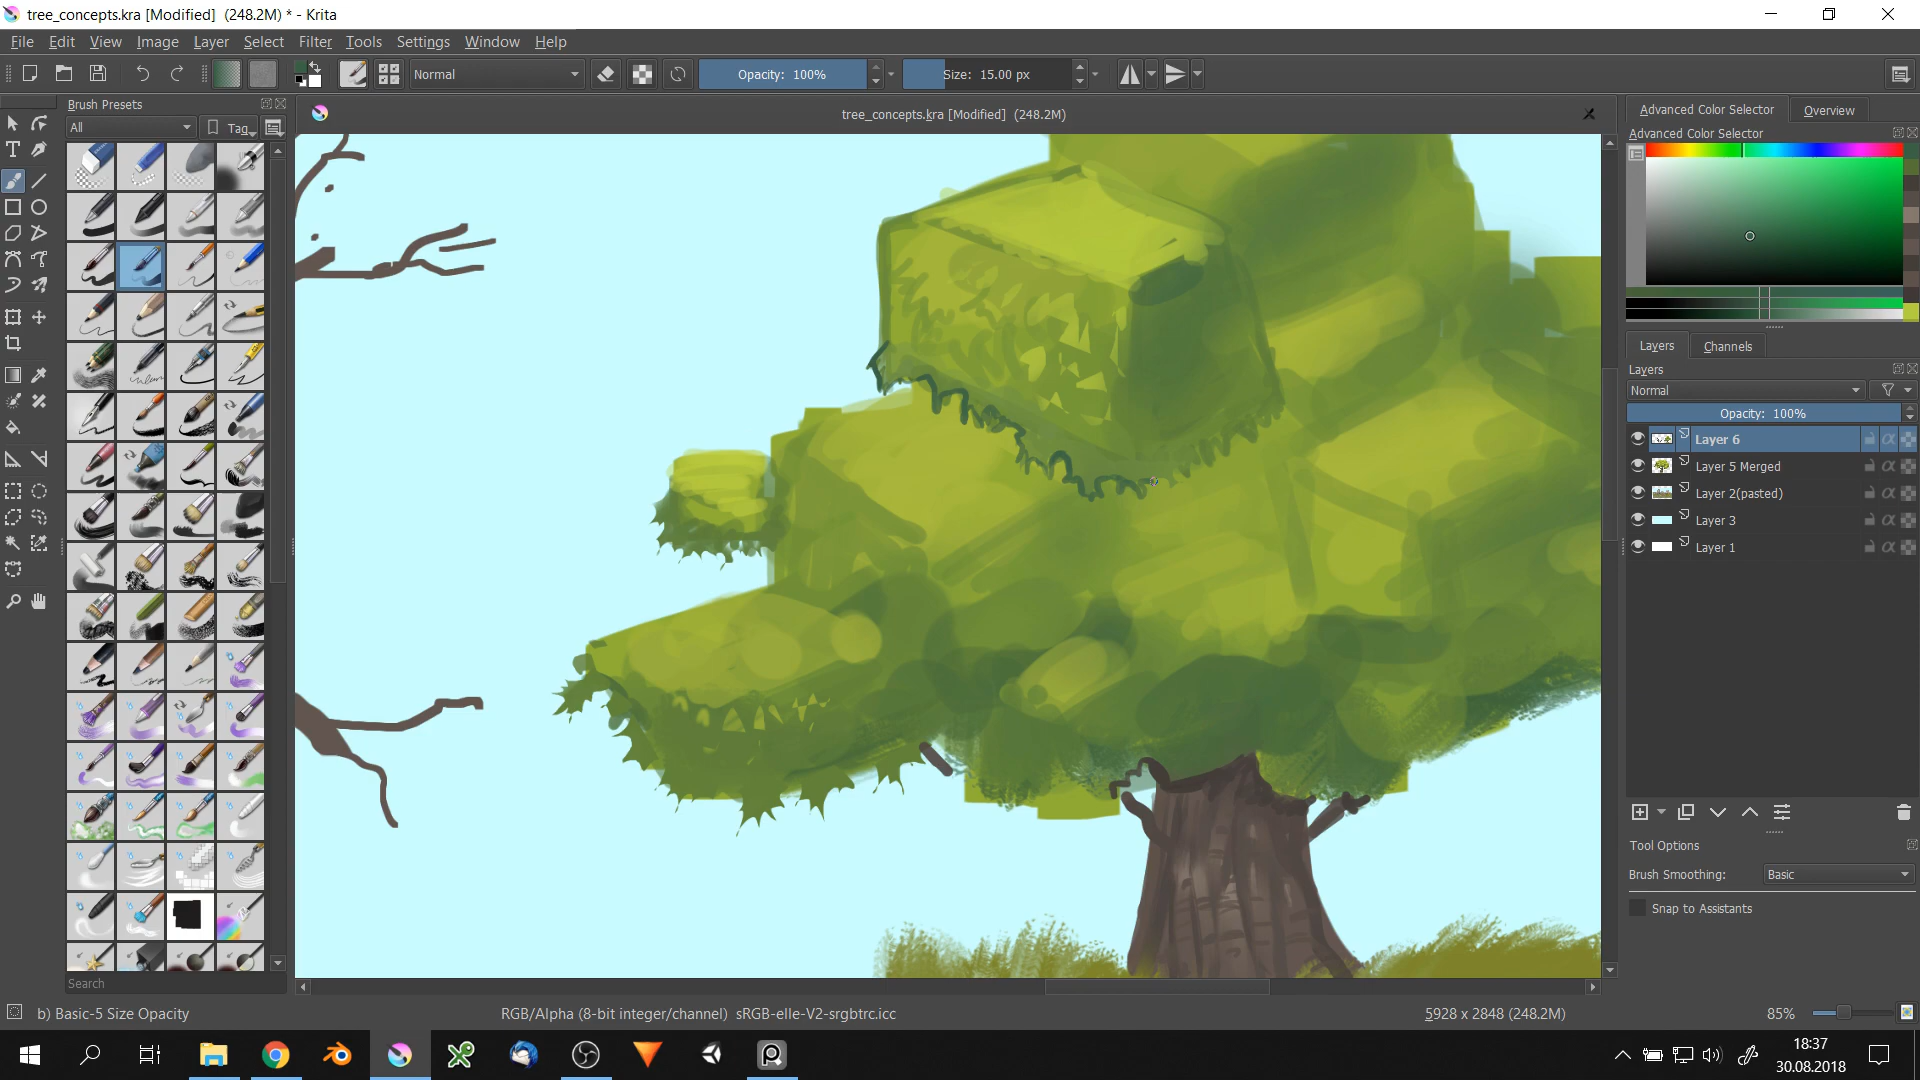 tree_concepts.kra [Modified] (248.2M) * - Krita
File Edit View Image Layer Select Filter Tools Settings Window Help
Normal Opacity: 100% Size: 15.00 px
Brush Presets
All Tag
tree_concepts.kra [Modified] (248.2M)
Advanced Color Selector Overview
Advanced Color Selector
Layers Channels
Layers
Normal
Opacity: 100%
Layer 6
Layer 5 Merged
Layer 2(pasted)
Layer 3
Layer 1
Tool Options
Brush Smoothing: Basic
Snap to Assistants
Search
b) Basic-5 Size Opacity RGB/Alpha (8-bit integer/channel) sRGB-elle-V2-srgbtrc.icc 5928 x 2848 (248.2M) 85%
18:37
30.08.2018